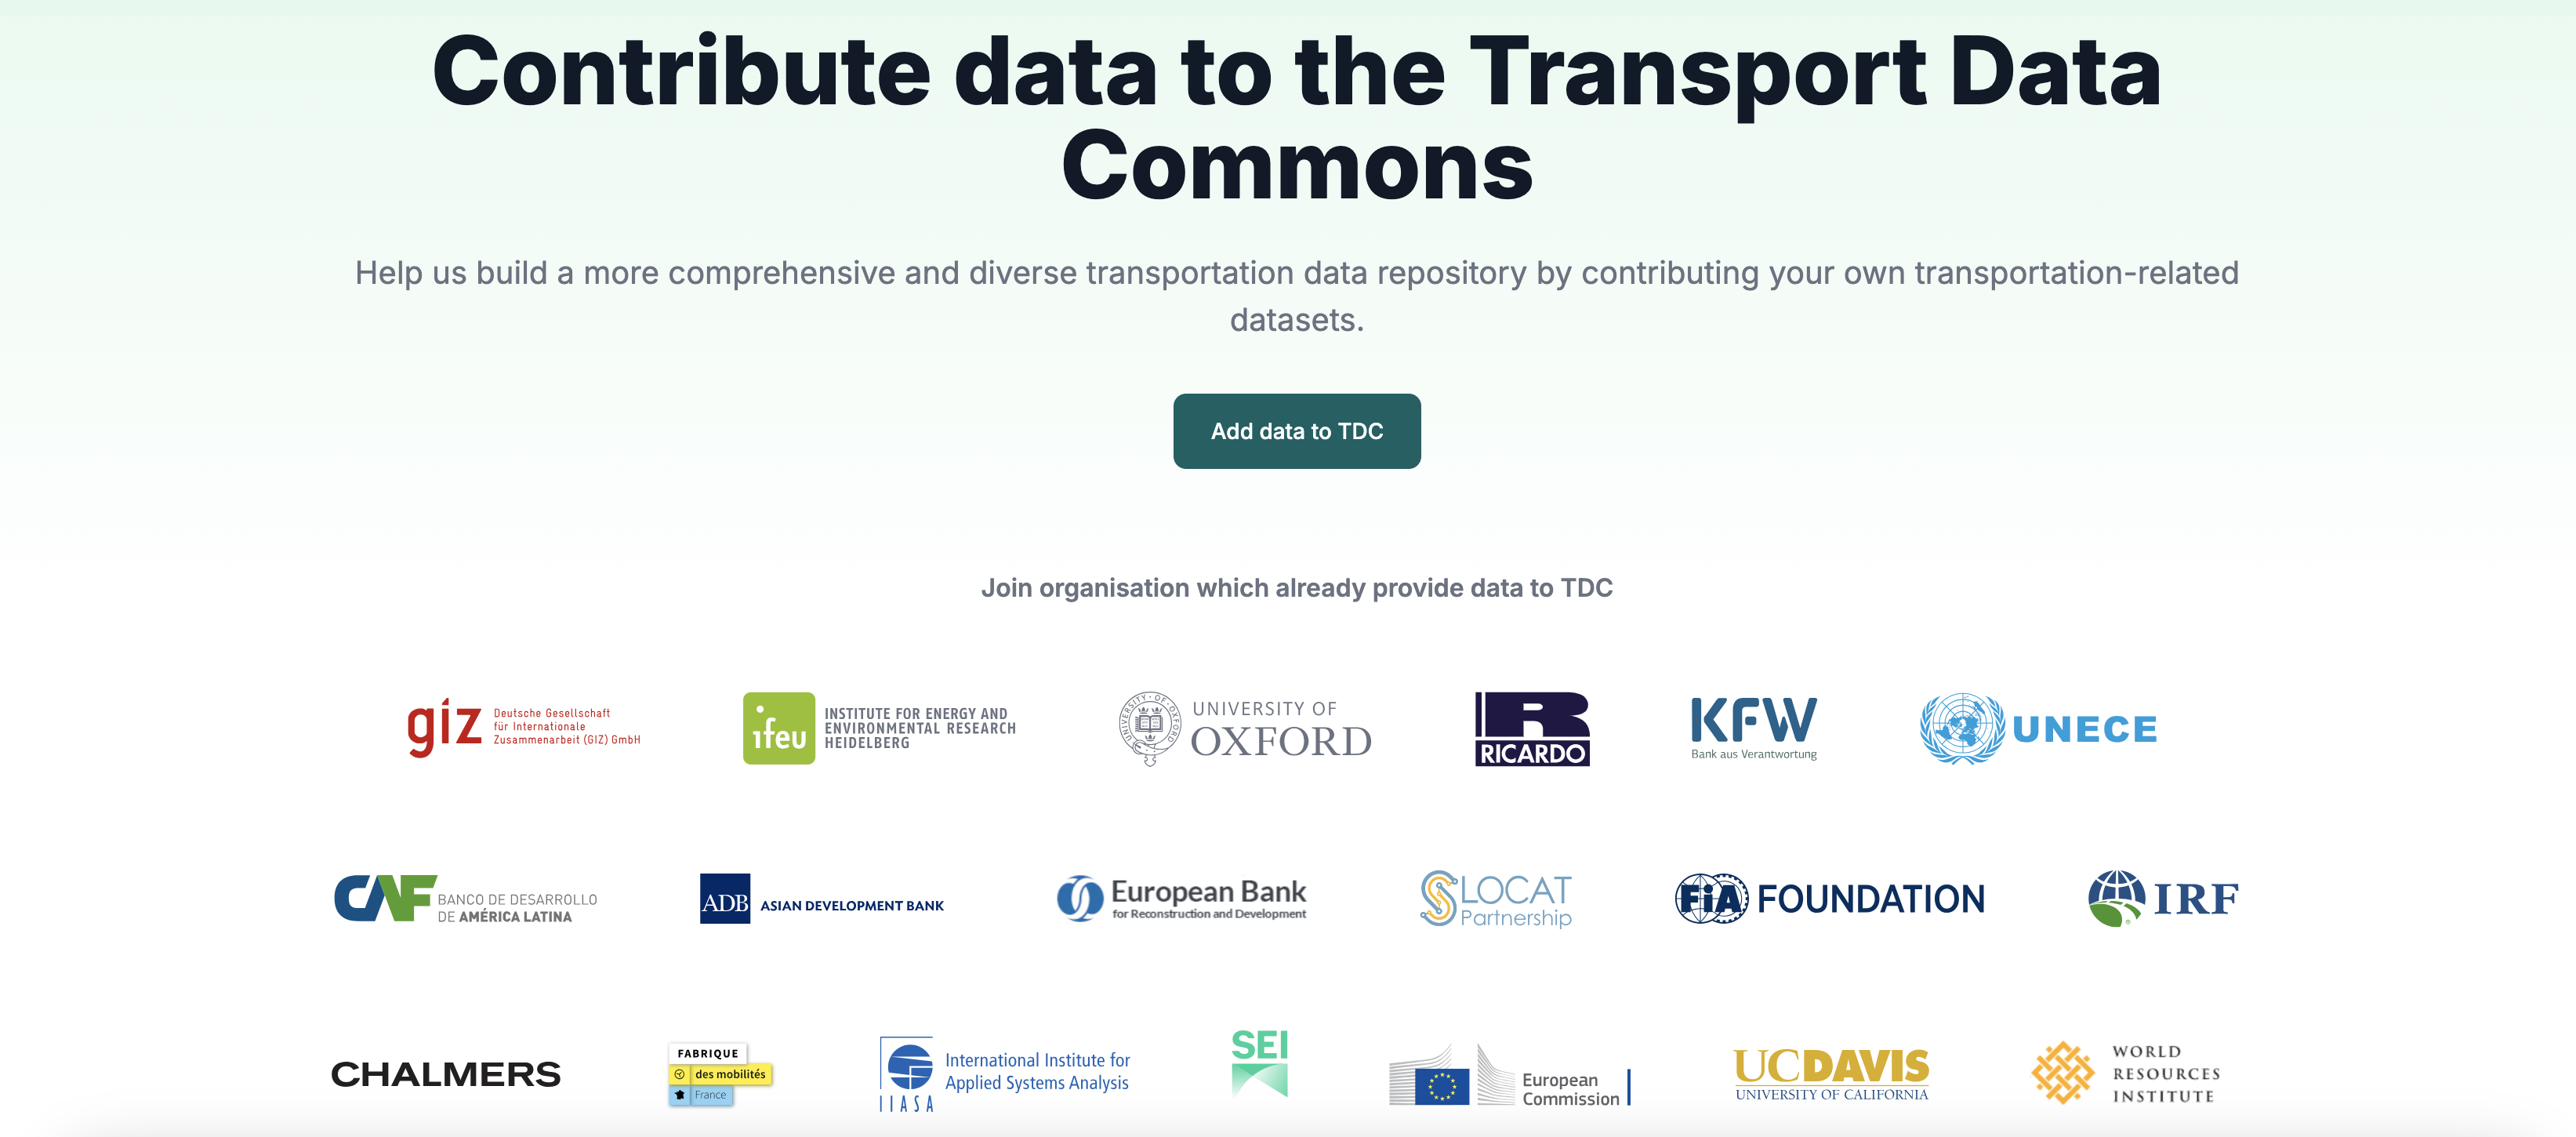 Contribute data to the Transport Data
Commons
Help us build a more comprehensive and diverse transportation data repository by contributing your own transportation-related
datasets.
Add data to TDC
Join organisation which already provide data to TDC
giz
Deutsche Gesellschaft
für Internationale
Zusammenarbeit (GIZ) GmbH
ifeu
INSTITUTE FOR ENERGY AND
ENVIRONMENTAL RESEARCH
HEIDELBERG
UNIVERSITY OF OXFORD
UNIVERSITY OF
OXFORD
R
RICARDO
KFW
Bank aus Verantwortung
UNECE
CAF
BANCO DE DESARROLLO
DE AMÉRICA LATINA
ADB
ASIAN DEVELOPMENT BANK
European Bank
for Reconstruction and Development
SLOCAT
Partnership
FiA FOUNDATION
IRF
CHALMERS
FABRIQUE
des mobilités
France
IIASA
International Institute for
Applied Systems Analysis
SEI
European
Commission
UCDAVIS
UNIVERSITY OF CALIFORNIA
WORLD
RESOURCES
INSTITUTE